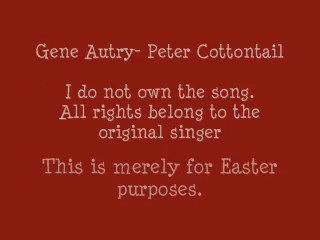 Gene Autry- Peter Cottontail
I do not own the song.
All rights belong to the
original singer
This is merely for Easter
purposes.